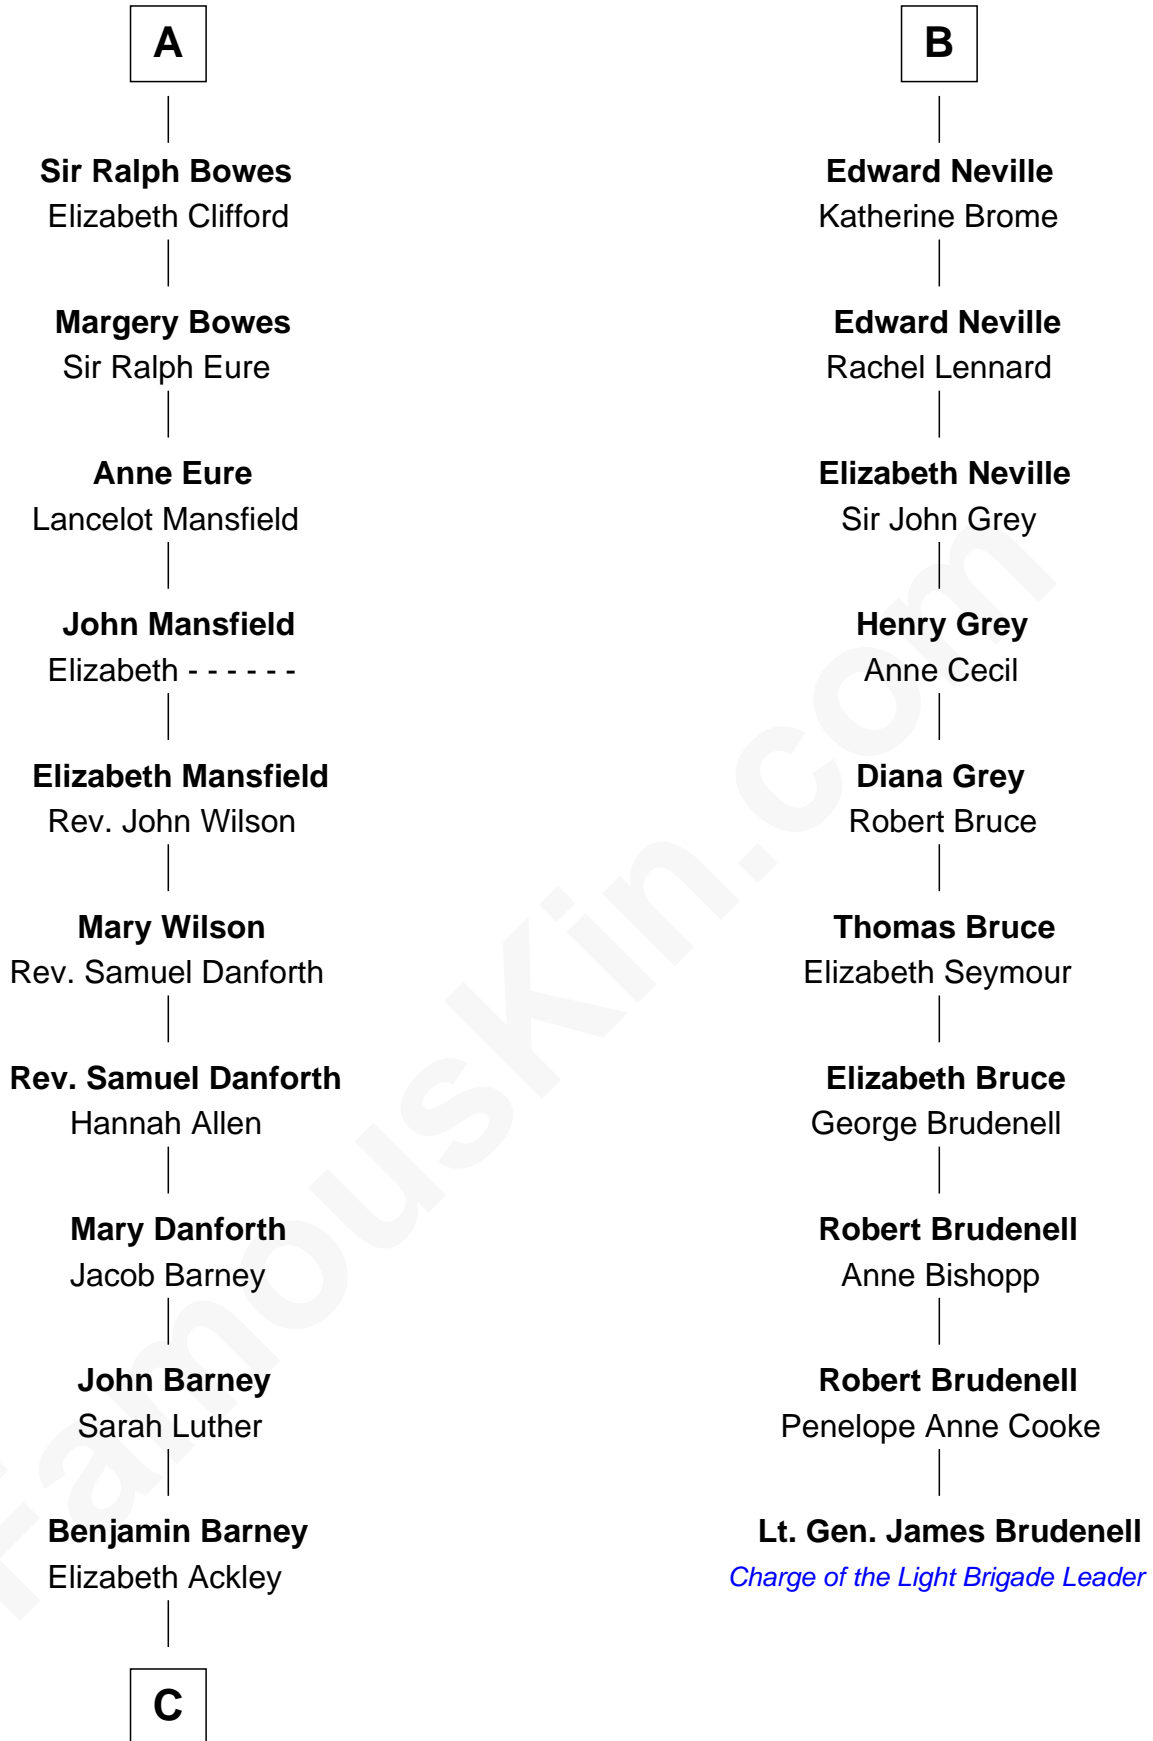 A
Sir Ralph Bowes
Elizabeth Clifford
Margery Bowes
Sir Ralph Eure
Anne Eure
Lancelot Mansfield
John Mansfield
Elizabeth - - - - - -
Elizabeth Mansfield
Rev. John Wilson
Mary Wilson
Rev. Samuel Danforth
Rev. Samuel Danforth
Hannah Allen
Mary Danforth
Jacob Barney
John Barney
Sarah Luther
Benjamin Barney
Elizabeth Ackley
C
B
Edward Neville
Katherine Brome
Edward Neville
Rachel Lennard
Elizabeth Neville
Sir John Grey
Henry Grey
Anne Cecil
Diana Grey
Robert Bruce
Thomas Bruce
Elizabeth Seymour
Elizabeth Bruce
George Brudenell
Robert Brudenell
Anne Bishopp
Robert Brudenell
Penelope Anne Cooke
Lt. Gen. James Brudenell
Charge of the Light Brigade Leader
FamousKin.com